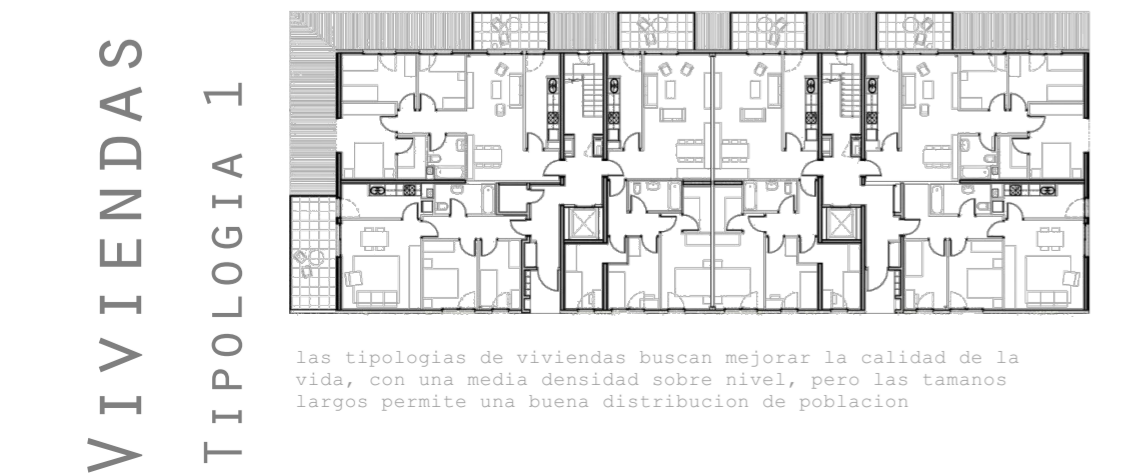 VIVIENDAS
TIPOLOGIA 1
las tipologias de viviendas buscan mejorar la calidad de la
vida, con una media densidad sobre nivel, pero las tamanos
largos permite una buena distribucion de poblacion